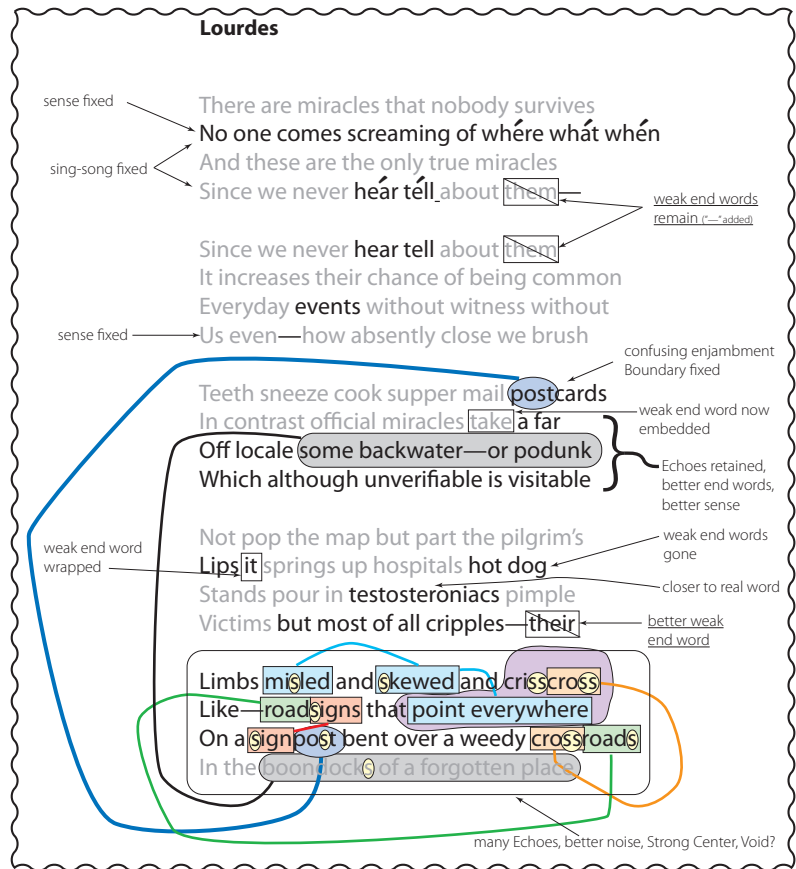 Lourdes
sense fixed
There are miracles that nobody survives
No one comes screaming of whére whát whén
sing-song fixed
And these are the only true miracles
Since we never heár téll about them—
weak end words
remain ("—"added)
Since we never hear tell about them
It increases their chance of being common
Everyday events without witness without
sense fixed
Us even—how absently close we brush
confusing enjambment
Boundary fixed
Teeth sneeze cook supper mail postcards
In contrast official miracles take a far
weak end word now
embedded
Off locale some backwater—or podunk
Which although unverifiable is visitable
Echoes retained,
better end words,
better sense
Not pop the map but part the pilgrim's
weak end word
wrapped
Lips it springs up hospitals hot dog
weak end words
gone
Stands pour in testosteroniacs pimple
closer to real word
Victims but most of all cripples—their
better weak
end word
Limbs misled and skewed and crisscross
Like—roadsigns that point everywhere
On a signpost bent over a weedy crossroads
In the boondocks of a forgotten place
many Echoes, better noise, Strong Center, Void?